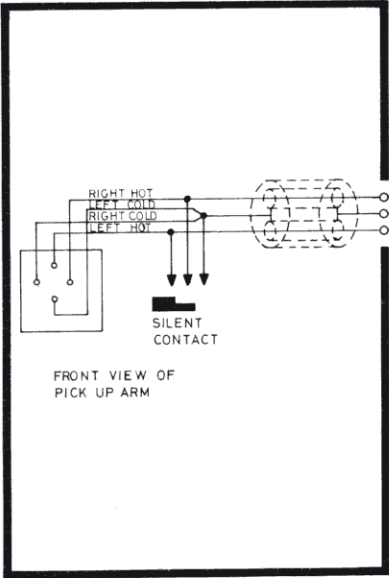 RIGHT HOT
LEFT COLD
RIGHT COLD
LEFT HOT
SILENT
CONTACT
FRONT VIEW OF
PICK UP ARM